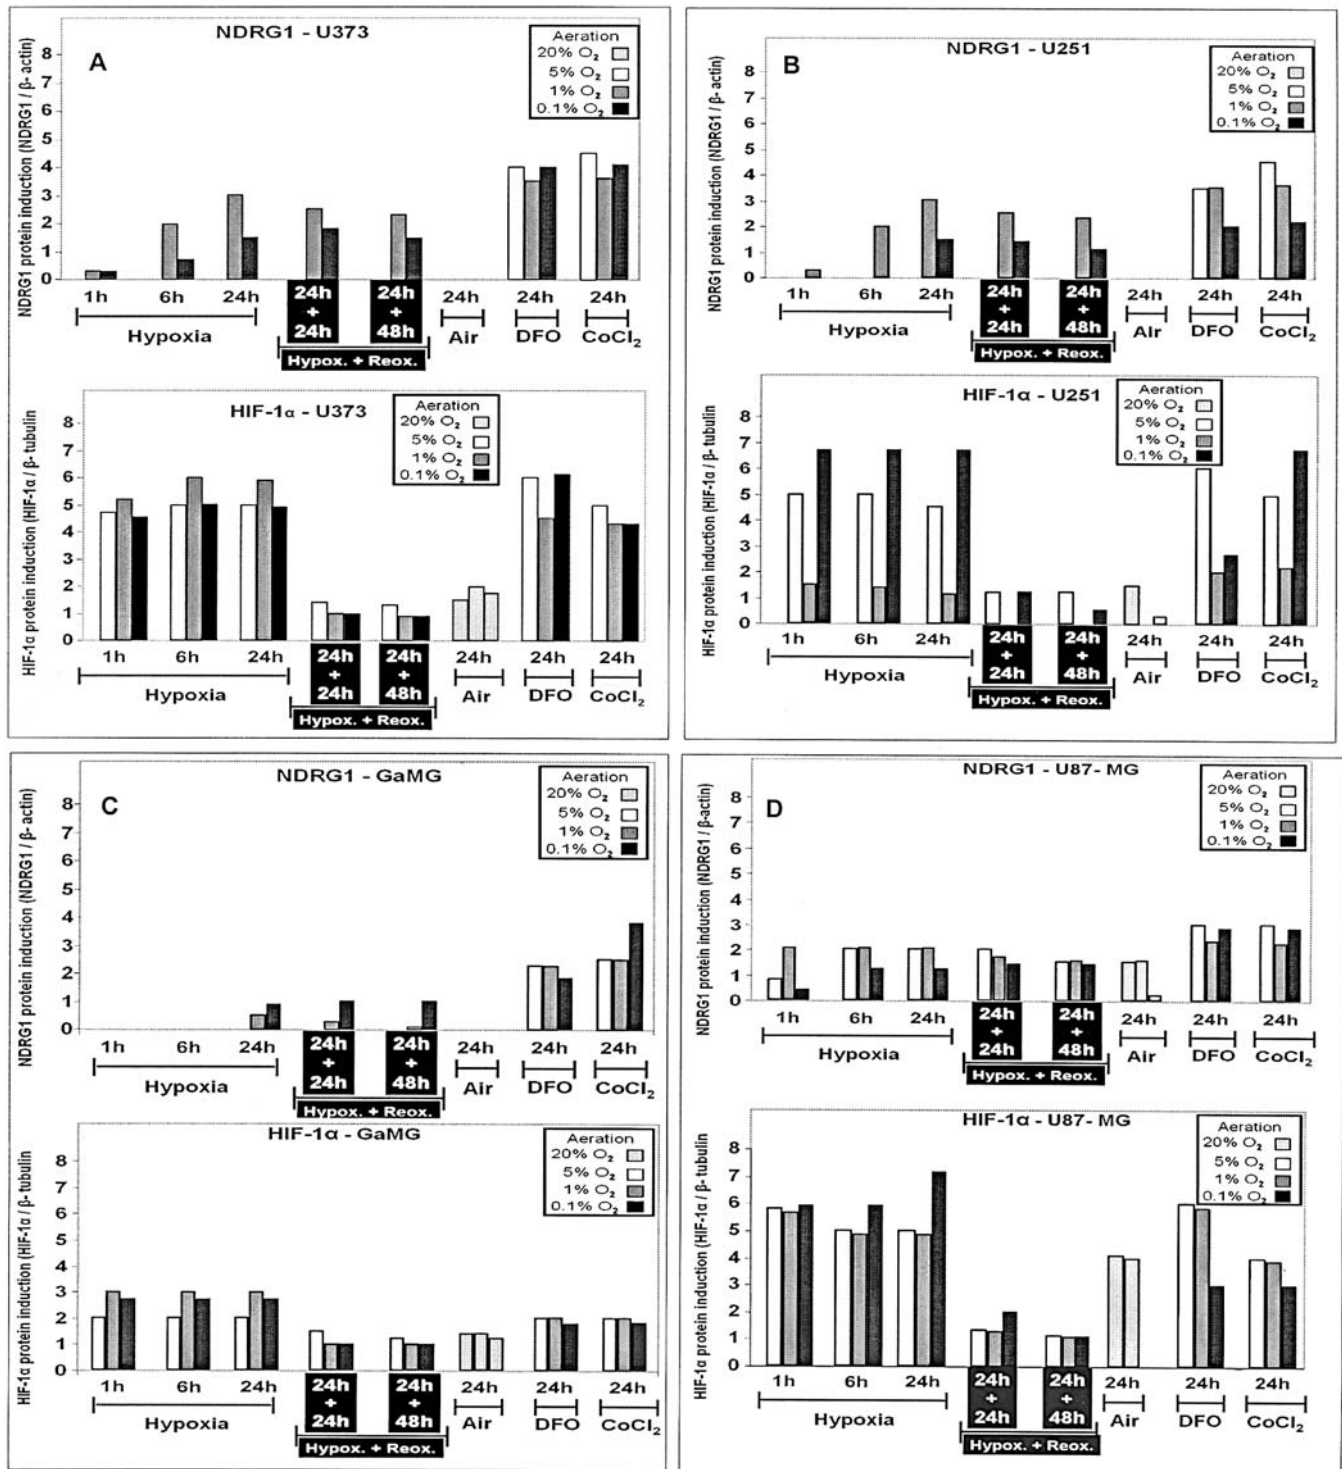 A
NDRG1 - U373
Aeration
20% O₂
5% O₂
1% O₂
0.1% O₂
NDRG1 protein induction (NDRG1 / β- actin)
8
7
6
5
4
3
2
1
0
1h 6h 24h 24h + 24h 24h + 48h 24h 24h 24h
Hypoxia Hypox. + Reox. Air DFO CoCl₂
HIF-1α - U373
Aeration
20% O₂
5% O₂
1% O₂
0.1% O₂
HIF-1α protein induction (HIF-1α / β- tubulin
8
7
6
5
4
3
2
1
0
1h 6h 24h 24h + 24h 24h + 48h 24h 24h 24h
Hypoxia Hypox. + Reox. Air DFO CoCl₂
B
NDRG1 - U251
Aeration
20% O₂
5% O₂
1% O₂
0.1% O₂
NDRG1 protein induction (NDRG1 / β- actin)
8
7
6
5
4
3
2
1
0
1h 6h 24h 24h + 24h 24h + 48h 24h 24h 24h
Hypoxia Hypox. + Reox. Air DFO CoCl₂
HIF-1α - U251
Aeration
20% O₂
5% O₂
1% O₂
0.1% O₂
HIF-1α protein induction (HIF-1α / β- tubulin
8
7
6
5
4
3
2
1
0
1h 6h 24h 24h + 24h 24h + 48h 24h 24h 24h
Hypoxia Hypox. + Reox. Air DFO CoCl₂
C
NDRG1 - GaMG
Aeration
20% O₂
5% O₂
1% O₂
0.1% O₂
NDRG1 protein induction (NDRG1 / β- actin)
8
7
6
5
4
3
2
1
0
1h 6h 24h 24h + 24h 24h + 48h 24h 24h 24h
Hypoxia Hypox. + Reox. Air DFO CoCl₂
HIF-1α - GaMG
Aeration
20% O₂
5% O₂
1% O₂
0.1% O₂
HIF-1α protein induction (HIF-1α / β- tubulin
8
7
6
5
4
3
2
1
0
1h 6h 24h 24h + 24h 24h + 48h 24h 24h 24h
Hypoxia Hypox. + Reox. Air DFO CoCl₂
D
NDRG1 - U87- MG
Aeration
20% O₂
5% O₂
1% O₂
0.1% O₂
NDRG1 protein induction (NDRG1 / β-actin)
8
7
6
5
4
3
2
1
0
1h 6h 24h 24h + 24h 24h + 48h 24h 24h 24h
Hypoxia Hypox. + Reox. Air DFO CoCl₂
HIF-1α - U87- MG
Aeration
20% O₂
5% O₂
1% O₂
0.1% O₂
HIF-1α protein induction (HIF-1α / β- tubulin
8
7
6
5
4
3
2
1
0
1h 6h 24h 24h + 24h 24h + 48h 24h 24h 24h
Hypoxia Hypox. + Reox. Air DFO CoCl₂